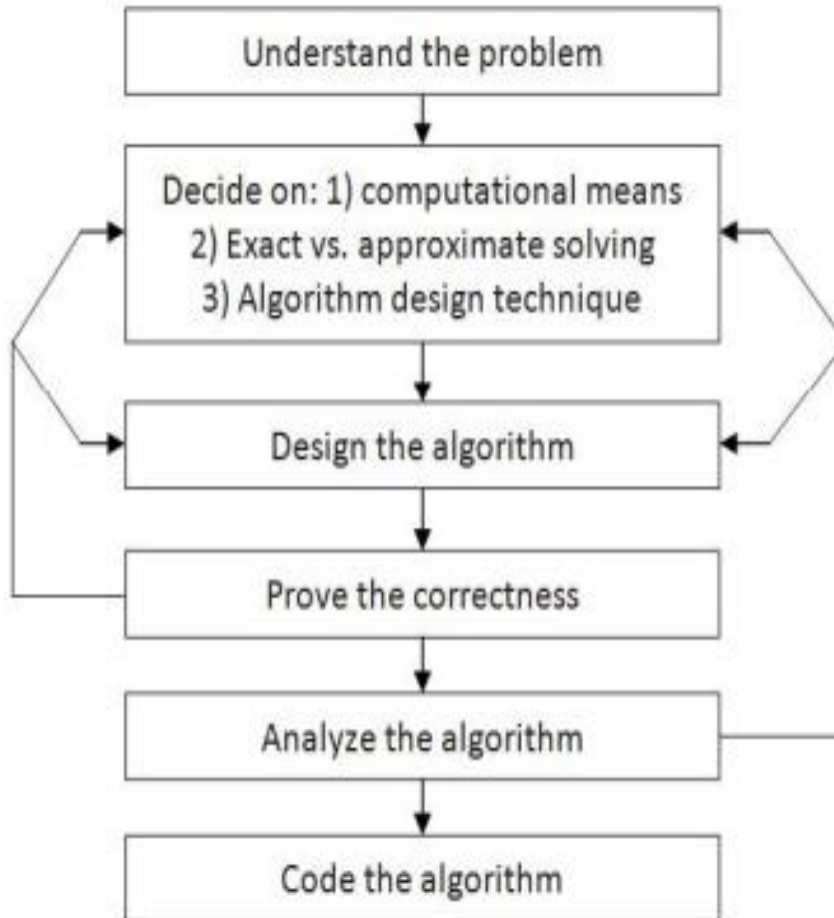 Understand the problem
Decide on: 1) computational means
2) Exact vs. approximate solving
3) Algorithm design technique
Design the algorithm
Prove the correctness
Analyze the algorithm
Code the algorithm